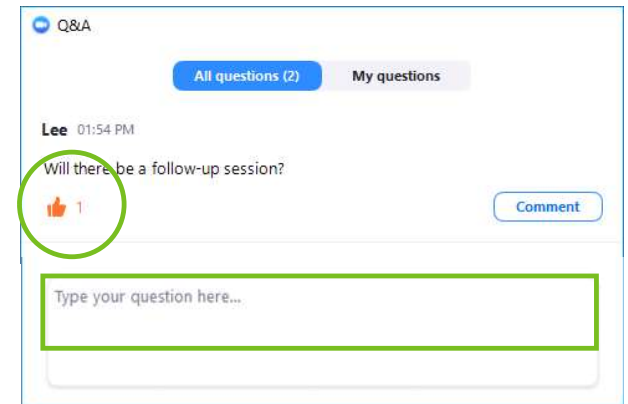 Q&A
All questions (2) My questions
Lee 01:54 PM
Will there be a follow-up session?
1 Comment
Type your question here...